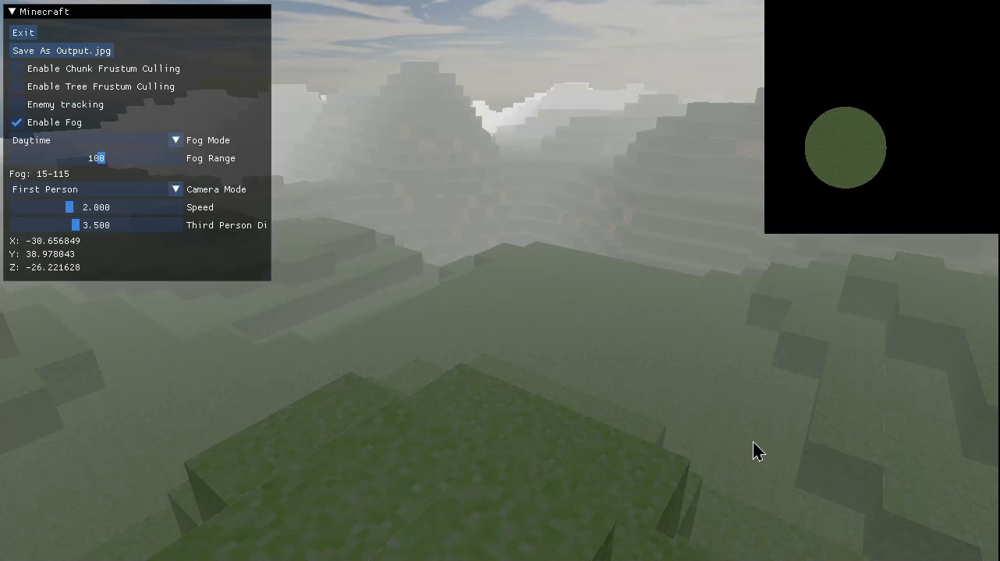 Minecraft
Exit
Save As Output.jpg
Enable Chunk Frustum Culling
Enable Tree Frustum Culling
Enemy tracking
Enable Fog
Daytime Fog Mode
100 Fog Range
Fog: 15-115
First Person Camera Mode
2.000 Speed
3.500 Third Person Di
X: -30.656849
Y: 38.978043
Z: -26.221628